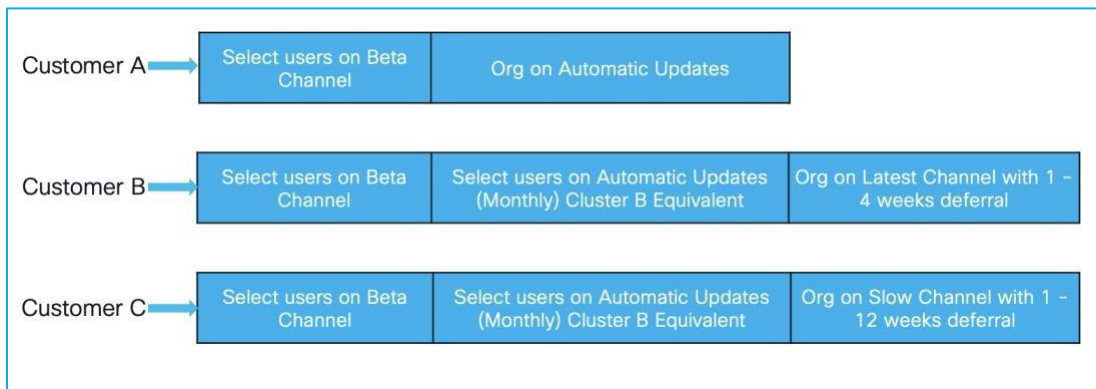 Customer A
Select users on Beta
Channel
Org on Automatic Updates
Customer B
Select users on Beta
Channel
Select users on Automatic Updates
(Monthly) Cluster B Equivalent
Org on Latest Channel with 1 –
4 weeks deferral
Customer C
Select users on Beta
Channel
Select users on Automatic Updates
(Monthly) Cluster B Equivalent
Org on Slow Channel with 1 –
12 weeks deferral